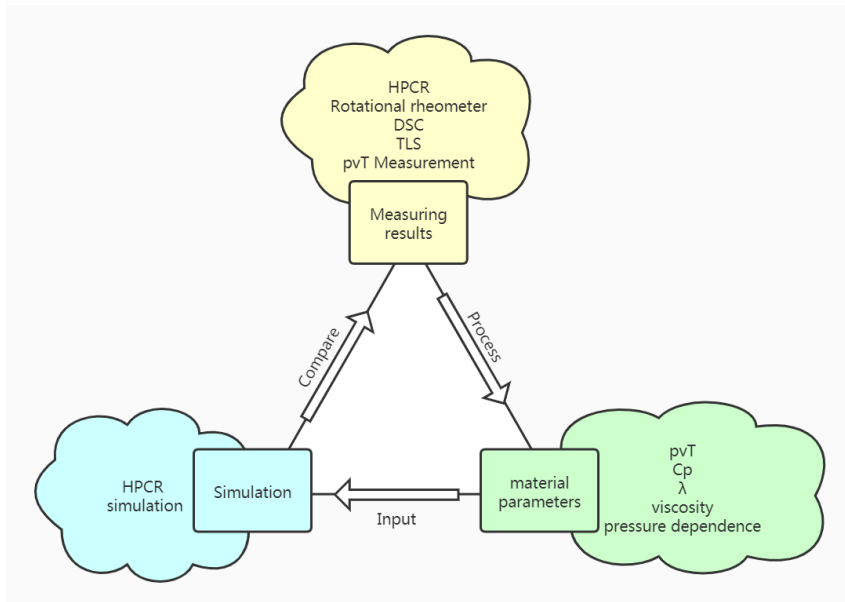 HPCR
Rotational rheometer
DSC
TLS
pvT Measurement
Measuring
results
Compare
Process
HPCR
simulation
Simulation
Input
material
parameters
pvT
Cp
λ
viscosity
pressure dependence